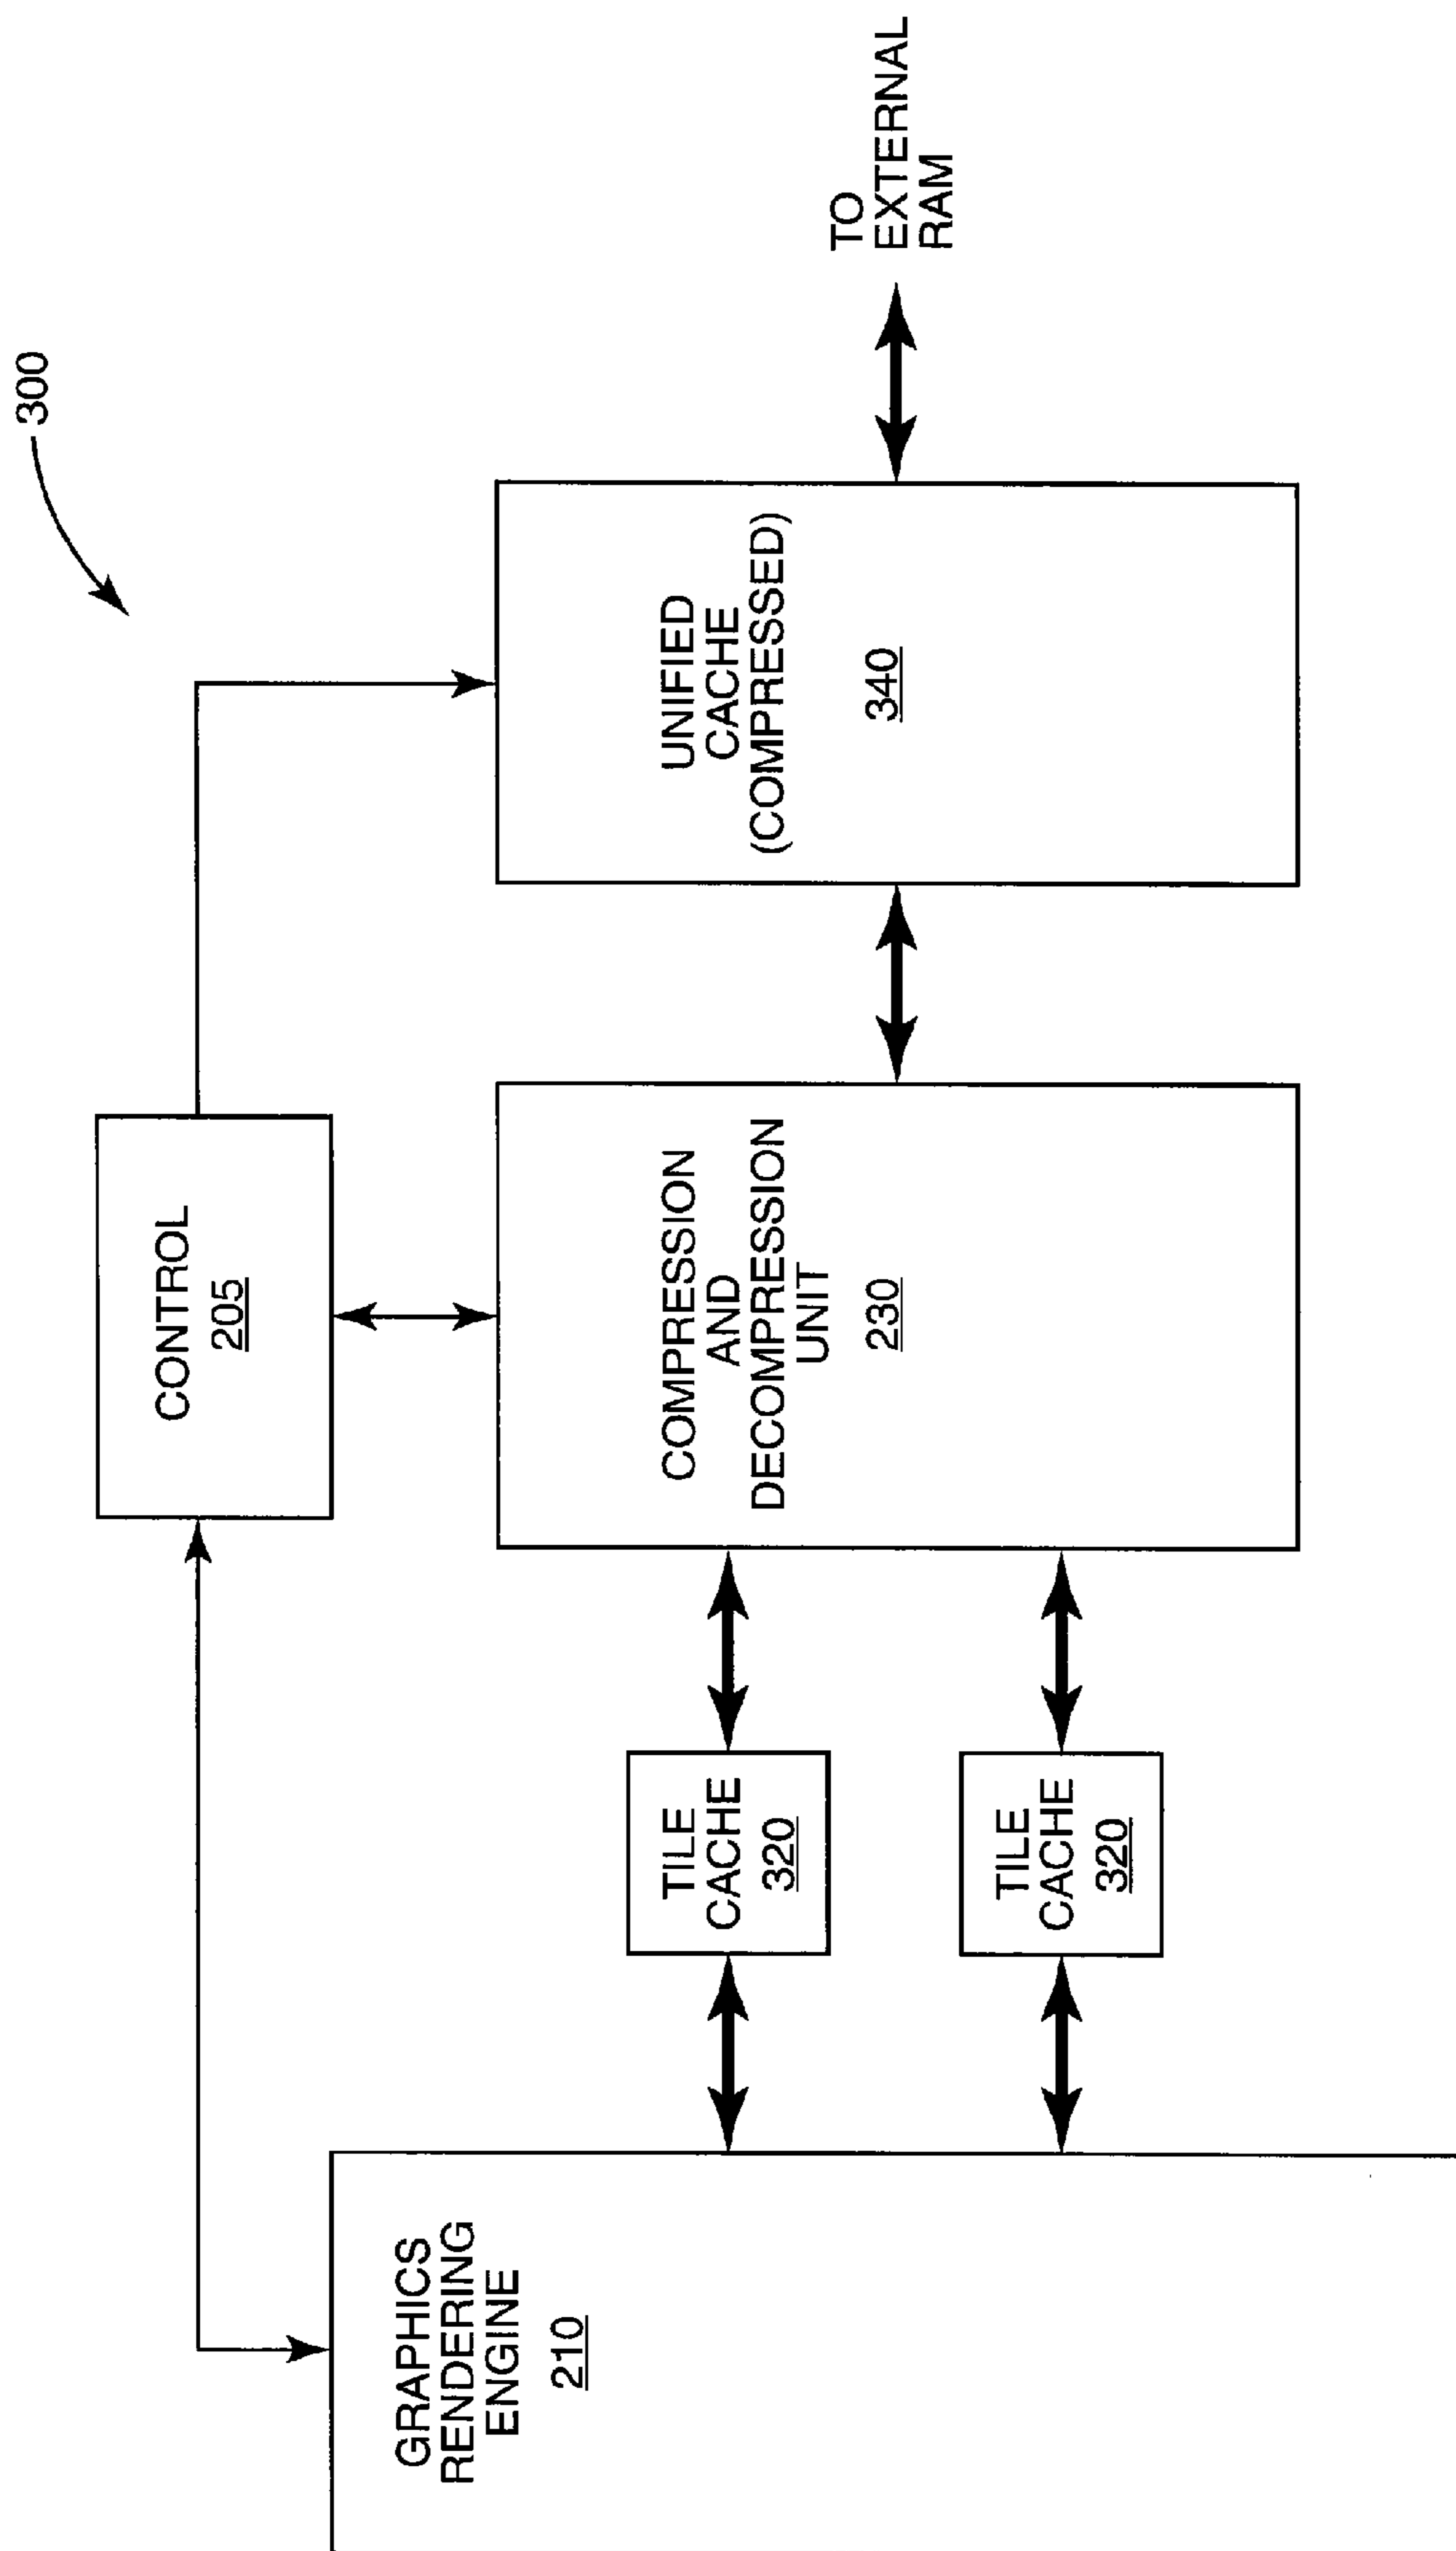 300
CONTROL
205
GRAPHICS
RENDERING
ENGINE
210
TILE
CACHE
320
TILE
CACHE
320
COMPRESSION
AND
DECOMPRESSION
UNIT
230
UNIFIED
CACHE
(COMPRESSED)
340
TO
EXTERNAL
RAM